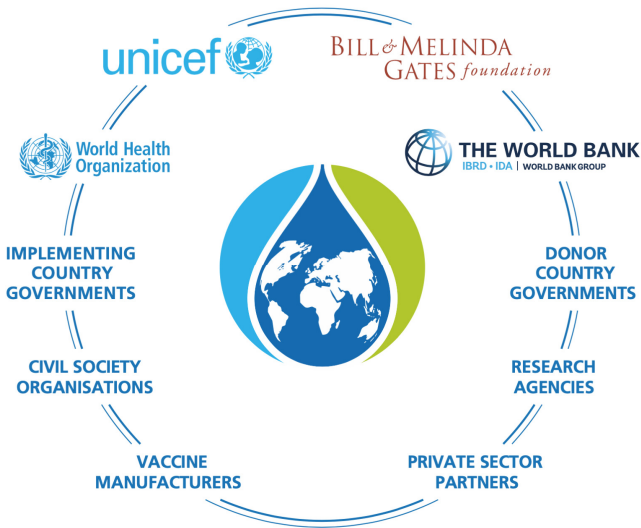 unicef
BILL & MELINDA
GATES foundation
World Health
Organization
THE WORLD BANK
IBRD • IDA | WORLD BANK GROUP
IMPLEMENTING
COUNTRY
GOVERNMENTS
DONOR
COUNTRY
GOVERNMENTS
CIVIL SOCIETY
ORGANISATIONS
RESEARCH
AGENCIES
VACCINE
MANUFACTURERS
PRIVATE SECTOR
PARTNERS